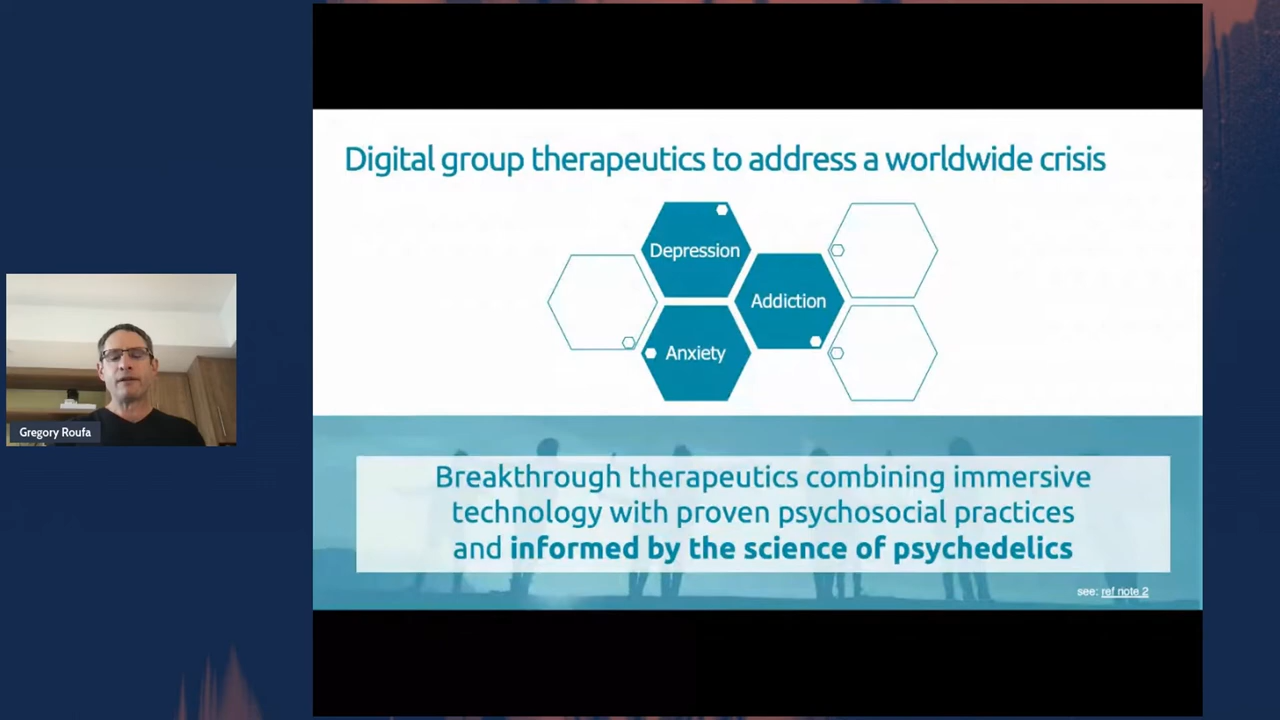 Digital group therapeutics to address a worldwide crisis
Depression
Addiction
Anxiety
Gregory Roufa
Breakthrough therapeutics combining immersive
technology with proven psychosocial practices
and informed by the science of psychedelics
see: ref note 2